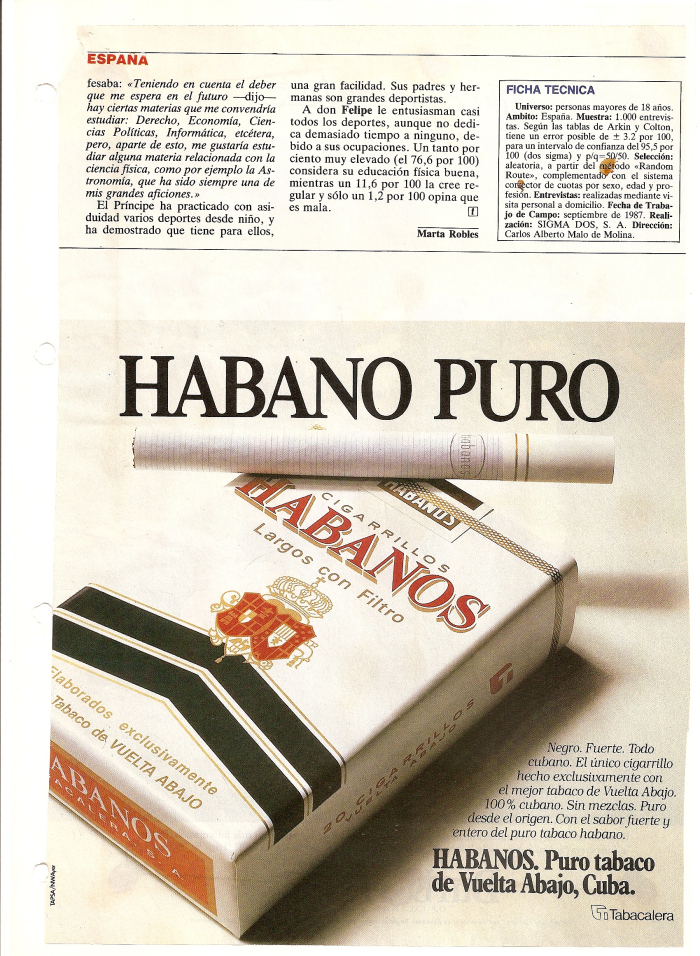 ESPAÑA
fesaba: «Teniendo en cuenta el deber
que me espera en el futuro —dijo—
hay ciertas materias que me convendría
estudiar: Derecho, Economía, Cien-
cias Políticas, Informática, etcétera,
pero, aparte de esto, me gustaría estu-
diar alguna materia relacionada con la
ciencia física, como por ejemplo la As-
tronomía, que ha sido siempre una de
mis grandes aficiones.»
El Príncipe ha practicado con asi-
duidad varios deportes desde niño, y
ha demostrado que tiene para ellos,
una gran facilidad. Sus padres y her-
manas son grandes deportistas.
A don Felipe le entusiasman casi
todos los deportes, aunque no dedi-
ca demasiado tiempo a ninguno, de-
bido a sus ocupaciones. Un tanto por
ciento muy elevado (el 76,6 por 100)
considera su educación física buena,
mientras un 11,6 por 100 la cree re-
gular y sólo un 1,2 por 100 opina que
es mala.
Marta Robles
FICHA TECNICA
Universo: personas mayores de 18 años.
Ambito: España. Muestra: 1.000 entrevis-
tas. Según las tablas de Arkin y Colton,
tiene un error posible de ± 3.2 por 100,
para un intervalo de confianza del 95,5 por
100 (dos sigma) y p/q=50/50. Selección:
aleatoria, a partir del método «Random
Route», complementado con el sistema
corrector de cuotas por sexo, edad y pro-
fesión. Entrevistas: realizadas mediante vi-
sita personal a domicilio. Fecha de Traba-
jo de Campo: septiembre de 1987. Reali-
zación: SIGMA DOS, S. A. Dirección:
Carlos Alberto Malo de Molina.
HABANO PURO
habanos
HABANOS
CIGARRILLOS
HABANOS
Largos con Filtro
Elaborados exclusivamente
Tabaco de VUELTA ABAJO
HABANOS
TABACALERA, S. A.
20 CIGARRILLOS
VUELTA ABAJO
Negro. Fuerte. Todo
cubano. El único cigarrillo
hecho exclusivamente con
el mejor tabaco de Vuelta Abajo.
100% cubano. Sin mezclas. Puro
desde el origen. Con el sabor fuerte y
entero del puro tabaco habano.
HABANOS. Puro tabaco
de Vuelta Abajo, Cuba.
Tabacalera